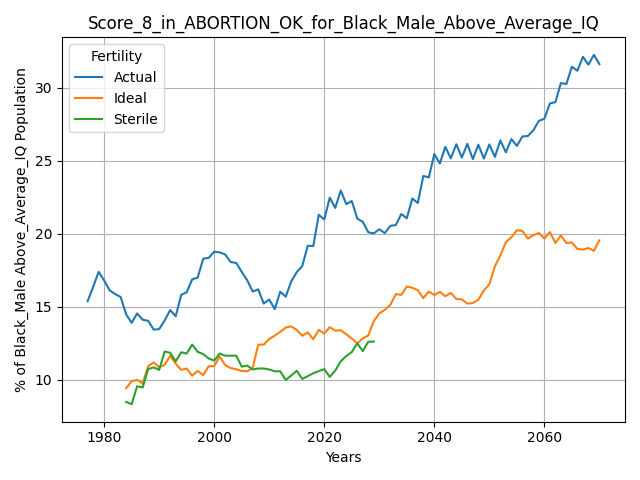 Score_8_in_ABORTION_OK_for_Black_Male_Above_Average_IQ
Fertility
Actual
Ideal
Sterile
% of Black_Male Above_Average_IQ Population
30
25
20
15
10
1980
2000
2020
2040
2060
Years